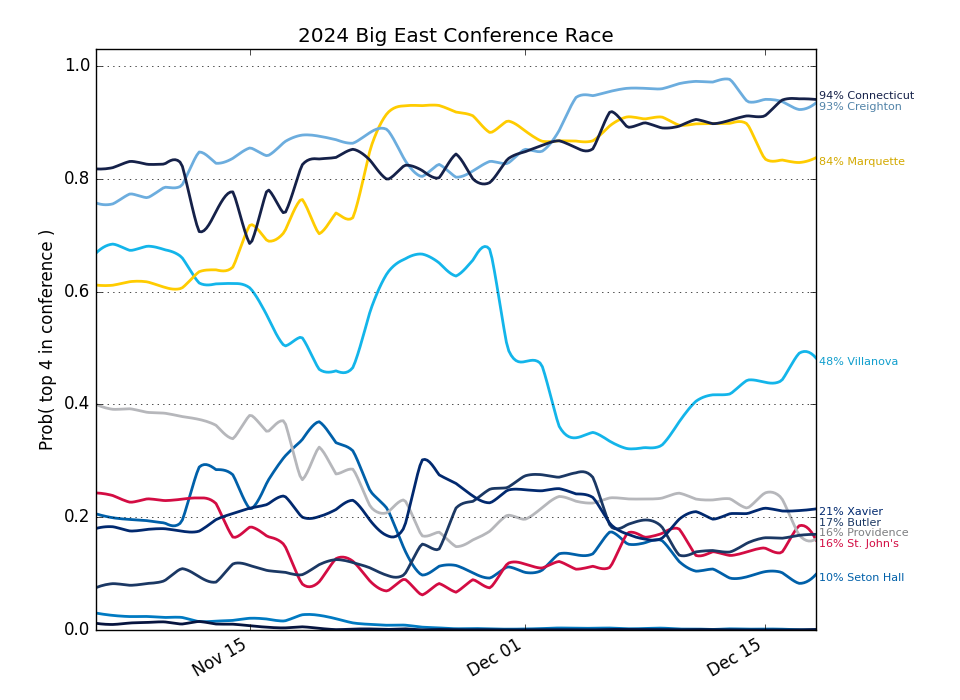 2024 Big East Conference Race
Prob( top 4 in conference )
1.0
0.8
0.6
0.4
0.2
0.0
Nov 15
Dec 01
Dec 15
94% Connecticut
93% Creighton
84% Marquette
48% Villanova
21% Xavier
17% Butler
16% Providence
16% St. John's
10% Seton Hall